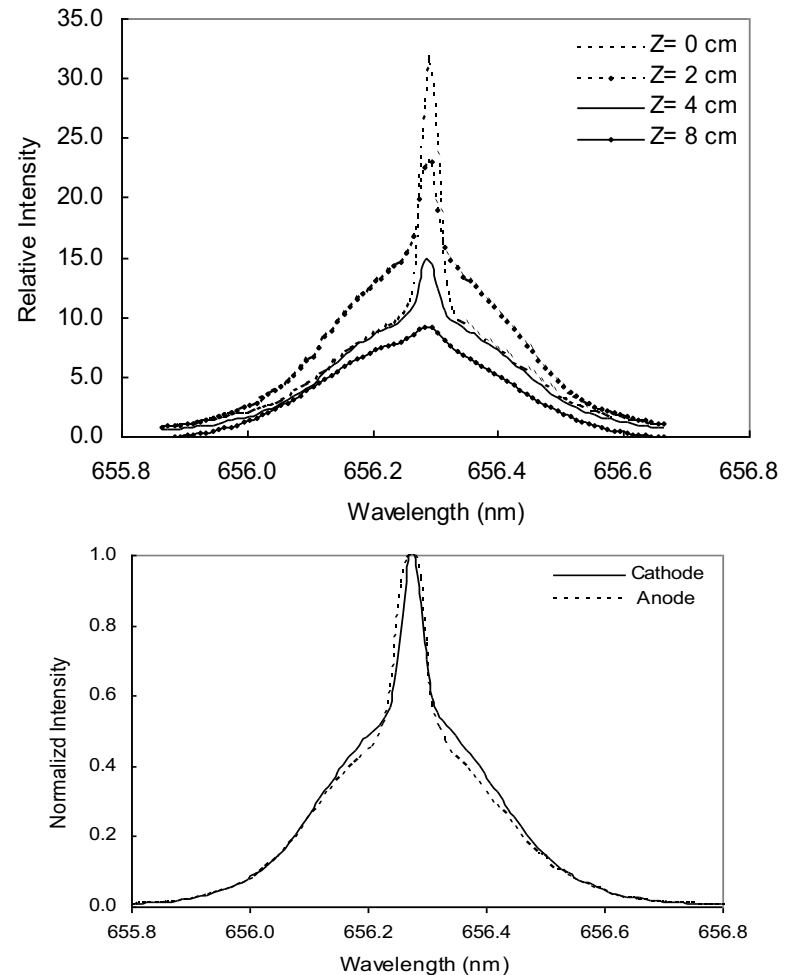 35.0
30.0
25.0
20.0
15.0
10.0
5.0
0.0
Relative Intensity
Z= 0 cm
Z= 2 cm
Z= 4 cm
Z= 8 cm
655.8 656.0 656.2 656.4 656.6 656.8
Wavelength (nm)
1.0
0.8
0.6
0.4
0.2
0.0
Normalizd Intensity
Cathode
Anode
655.8 656.0 656.2 656.4 656.6 656.8
Wavelength (nm)